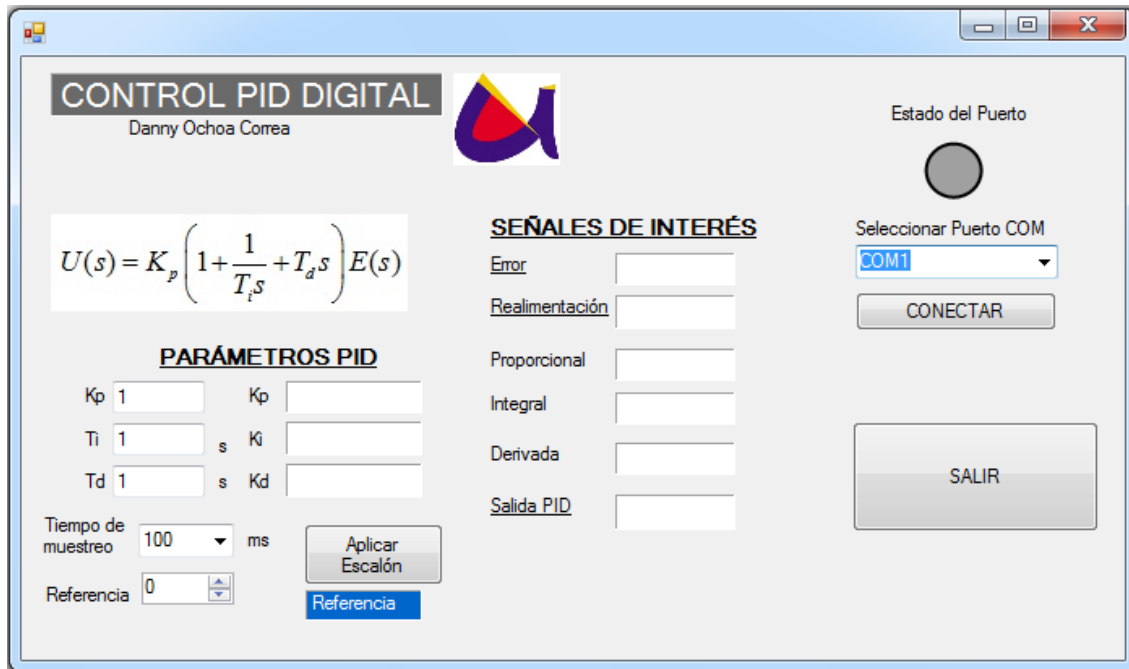 CONTROL PID DIGITAL
Danny Ochoa Correa
Estado del Puerto
U(s) = K_p (1 + 1/(T_i s) + T_d s) E(s)
PARÁMETROS PID
Kp 1 Kp
Ti 1 s Ki
Td 1 s Kd
Tiempo de
muestreo 100 ms
Referencia 0
Aplicar
Escalón
Referencia
SEÑALES DE INTERÉS
Error
Realimentación
Proporcional
Integral
Derivada
Salida PID
Seleccionar Puerto COM
COM1
CONECTAR
SALIR